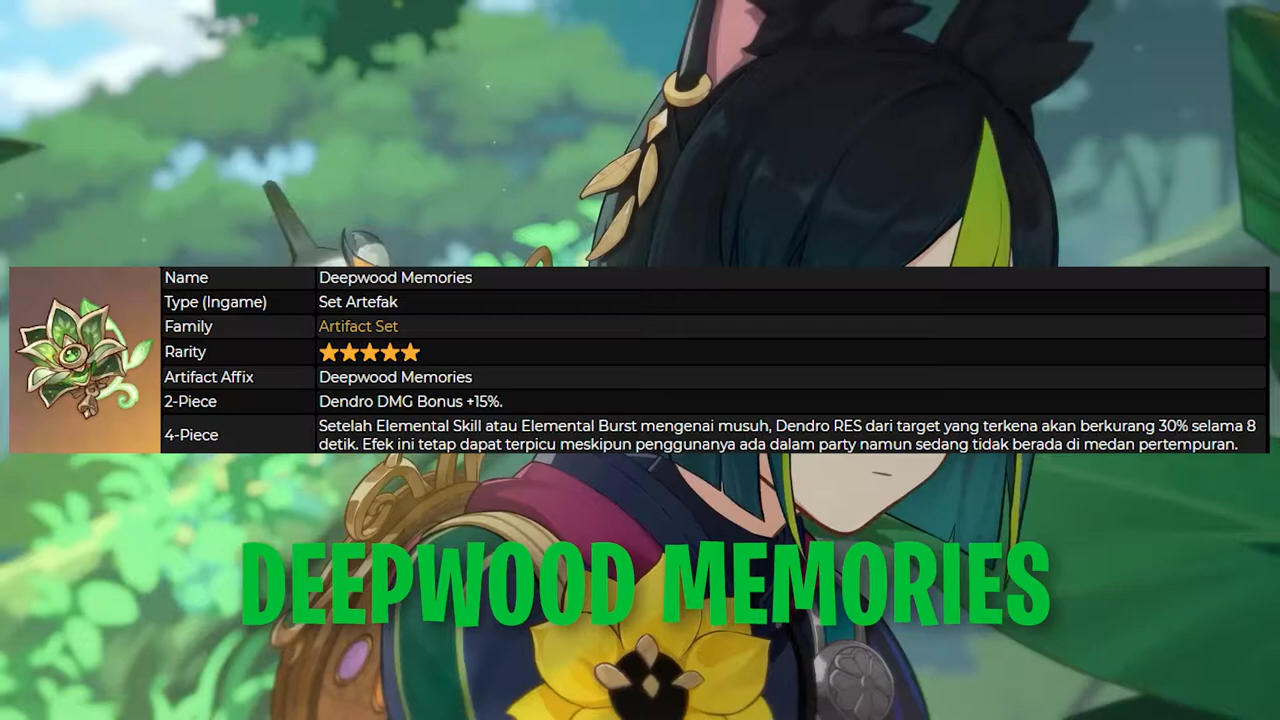 Name Deepwood Memories
Type (Ingame) Set Artefak
Family Artifact Set
Rarity
Artifact Affix Deepwood Memories
2-Piece Dendro DMG Bonus +15%.
4-Piece Setelah Elemental Skill atau Elemental Burst mengenai musuh, Dendro RES dari target yang terkena akan berkurang 30% selama 8
detik. Efek ini tetap dapat terpicu meskipun penggunanya ada dalam party namun sedang tidak berada di medan pertempuran.
DEEPWOOD MEMORIES